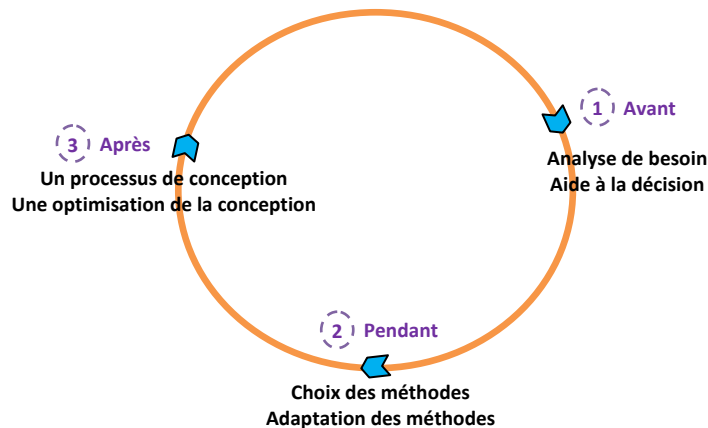 1 Avant
Analyse de besoin
Aide à la décision
2 Pendant
Choix des méthodes
Adaptation des méthodes
3 Après
Un processus de conception
Une optimisation de la conception